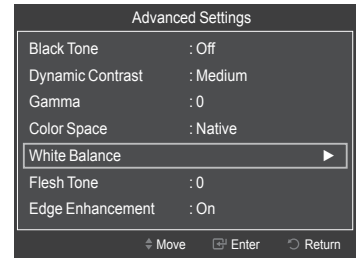 Advanced Settings
Black Tone : Off
Dynamic Contrast : Medium
Gamma : 0
Color Space : Native
White Balance ►
Flesh Tone : 0
Edge Enhancement : On
Move Enter Return